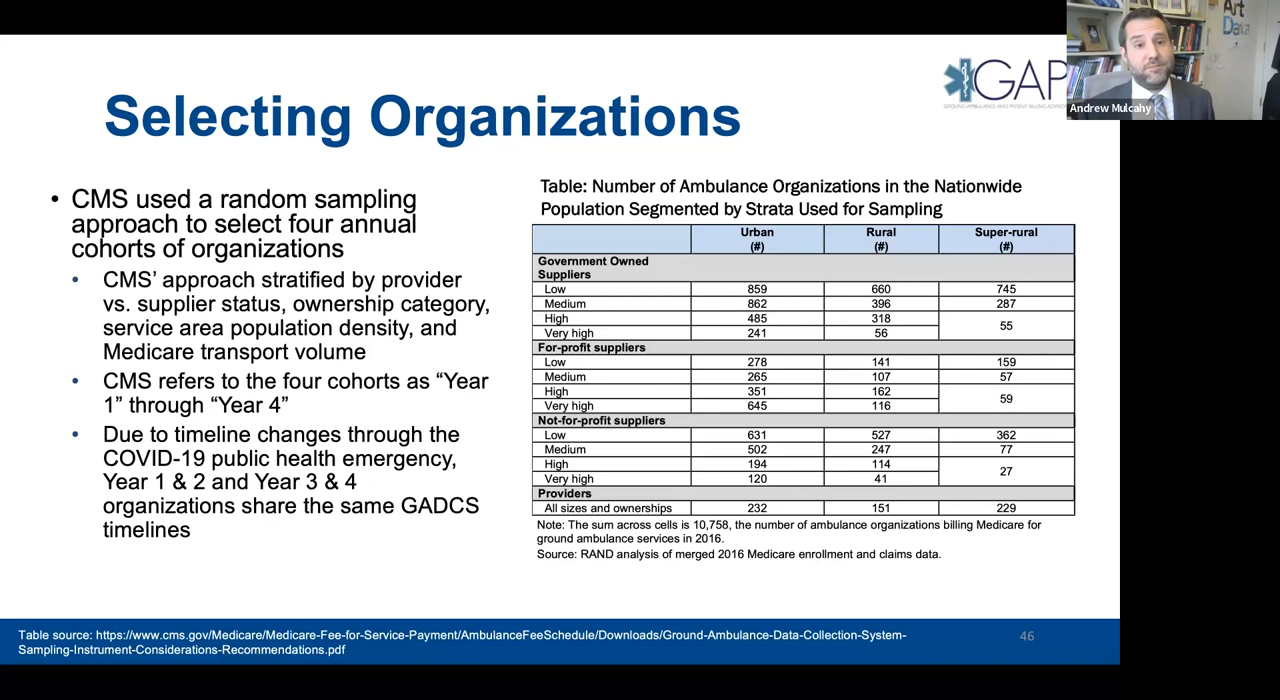 Art
Data
GAP
Andrew Mulcahy
Selecting Organizations
• CMS used a random sampling
approach to select four annual
cohorts of organizations
• CMS’ approach stratified by provider
vs. supplier status, ownership category,
service area population density, and
Medicare transport volume
• CMS refers to the four cohorts as “Year
1” through “Year 4”
• Due to timeline changes through the
COVID-19 public health emergency,
Year 1 & 2 and Year 3 & 4
organizations share the same GADCS
timelines
Table: Number of Ambulance Organizations in the Nationwide
Population Segmented by Strata Used for Sampling
Urban Rural Super-rural
(#) (#) (#)
Government Owned
Suppliers
Low 859 660 745
Medium 862 396 287
High 485 318 55
Very high 241 56
For-profit suppliers
Low 278 141 159
Medium 265 107 57
High 351 162 59
Very high 645 116
Not-for-profit suppliers
Low 631 527 362
Medium 502 247 77
High 194 114 27
Very high 120 41
Providers
All sizes and ownerships 232 151 229
Note: The sum across cells is 10,758, the number of ambulance organizations billing Medicare for
ground ambulance services in 2016.
Source: RAND analysis of merged 2016 Medicare enrollment and claims data.
Table source: https://www.cms.gov/Medicare/Medicare-Fee-for-Service-Payment/AmbulanceFeeSchedule/Downloads/Ground-Ambulance-Data-Collection-System-
Sampling-Instrument-Considerations-Recommendations.pdf
46